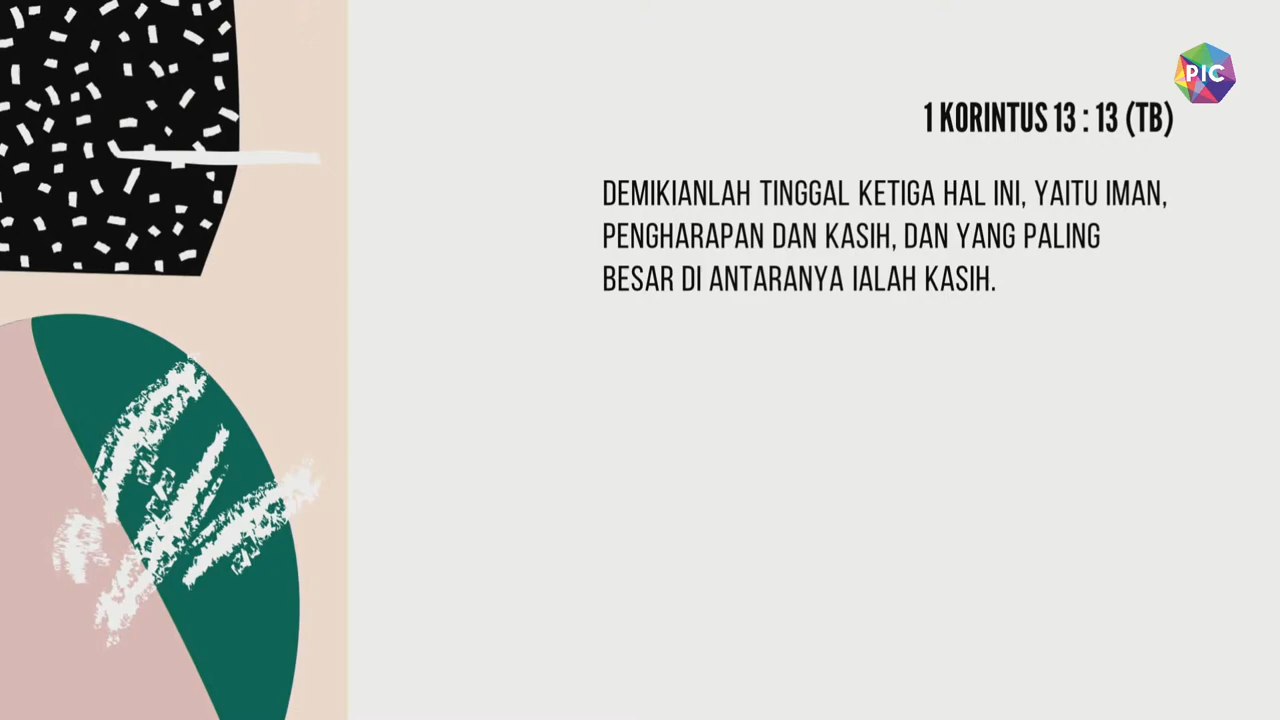 PIC
1 KORINTUS 13 : 13 (TB)
DEMIKIANLAH TINGGAL KETIGA HAL INI, YAITU IMAN,
PENGHARAPAN DAN KASIH, DAN YANG PALING
BESAR DI ANTARANYA IALAH KASIH.